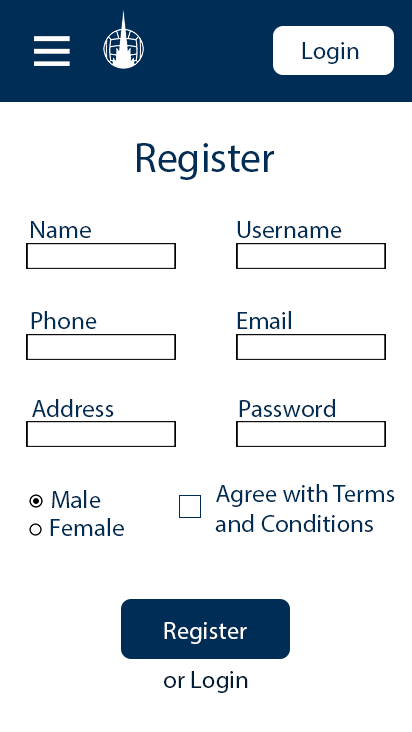 Login
Register
Name
Username
Phone
Email
Address
Password
Male
Female
Agree with Terms
and Conditions
Register
or Login